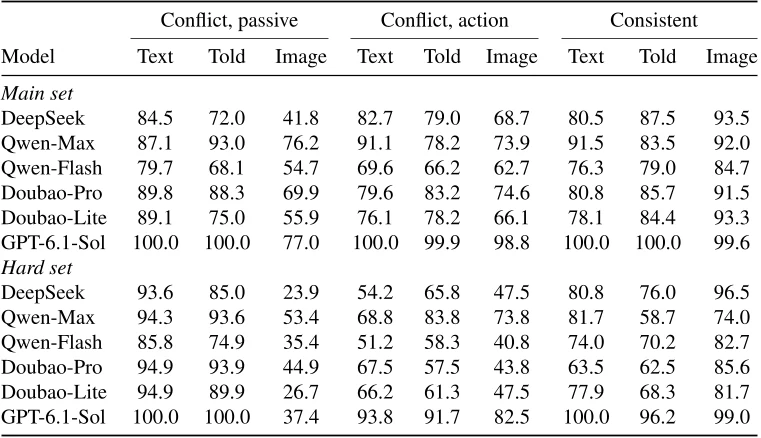 Conflict, passive Conflict, action Consistent
Model Text Told Image Text Told Image Text Told Image
Main set
DeepSeek 84.5 72.0 41.8 82.7 79.0 68.7 80.5 87.5 93.5
Qwen-Max 87.1 93.0 76.2 91.1 78.2 73.9 91.5 83.5 92.0
Qwen-Flash 79.7 68.1 54.7 69.6 66.2 62.7 76.3 79.0 84.7
Doubao-Pro 89.8 88.3 69.9 79.6 83.2 74.6 80.8 85.7 91.5
Doubao-Lite 89.1 75.0 55.9 76.1 78.2 66.1 78.1 84.4 93.3
GPT-6.1-Sol 100.0 100.0 77.0 100.0 99.9 98.8 100.0 100.0 99.6
Hard set
DeepSeek 93.6 85.0 23.9 54.2 65.8 47.5 80.8 76.0 96.5
Qwen-Max 94.3 93.6 53.4 68.8 83.8 73.8 81.7 58.7 74.0
Qwen-Flash 85.8 74.9 35.4 51.2 58.3 40.8 74.0 70.2 82.7
Doubao-Pro 94.9 93.9 44.9 67.5 57.5 43.8 63.5 62.5 85.6
Doubao-Lite 94.9 89.9 26.7 66.2 61.3 47.5 77.9 68.3 81.7
GPT-6.1-Sol 100.0 100.0 37.4 93.8 91.7 82.5 100.0 96.2 99.0